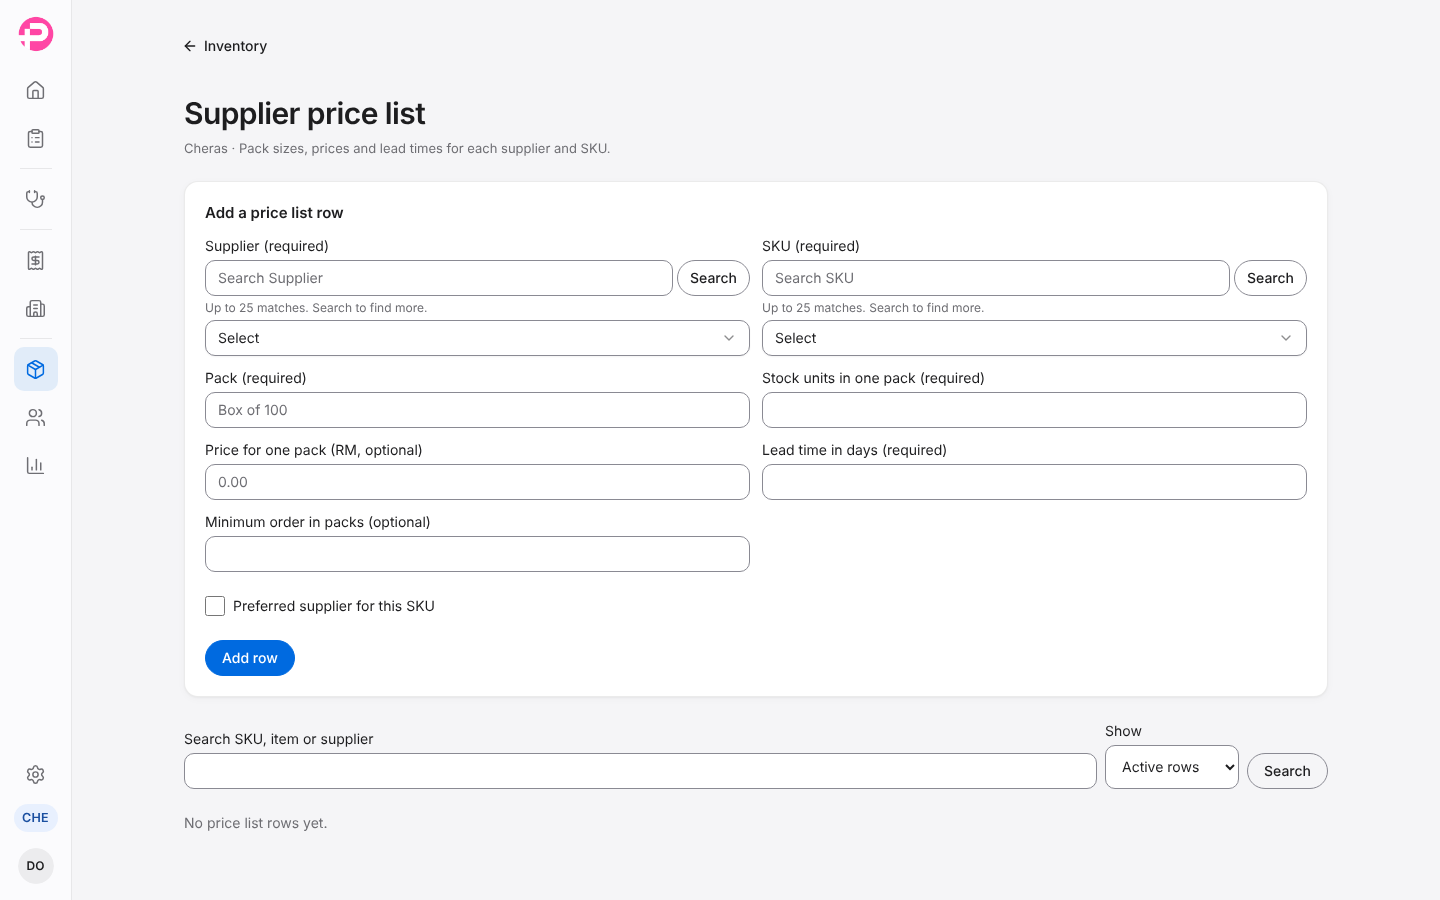 Inventory
Supplier price list
Cheras · Pack sizes, prices and lead times for each supplier and SKU.
Add a price list row
Supplier (required)
Search Supplier
Search
Up to 25 matches. Search to find more.
Select
SKU (required)
Search SKU
Search
Up to 25 matches. Search to find more.
Select
Pack (required)
Box of 100
Stock units in one pack (required)
Price for one pack (RM, optional)
0.00
Lead time in days (required)
Minimum order in packs (optional)
Preferred supplier for this SKU
Add row
Search SKU, item or supplier
Show
Active rows
Search
No price list rows yet.
CHE
DO